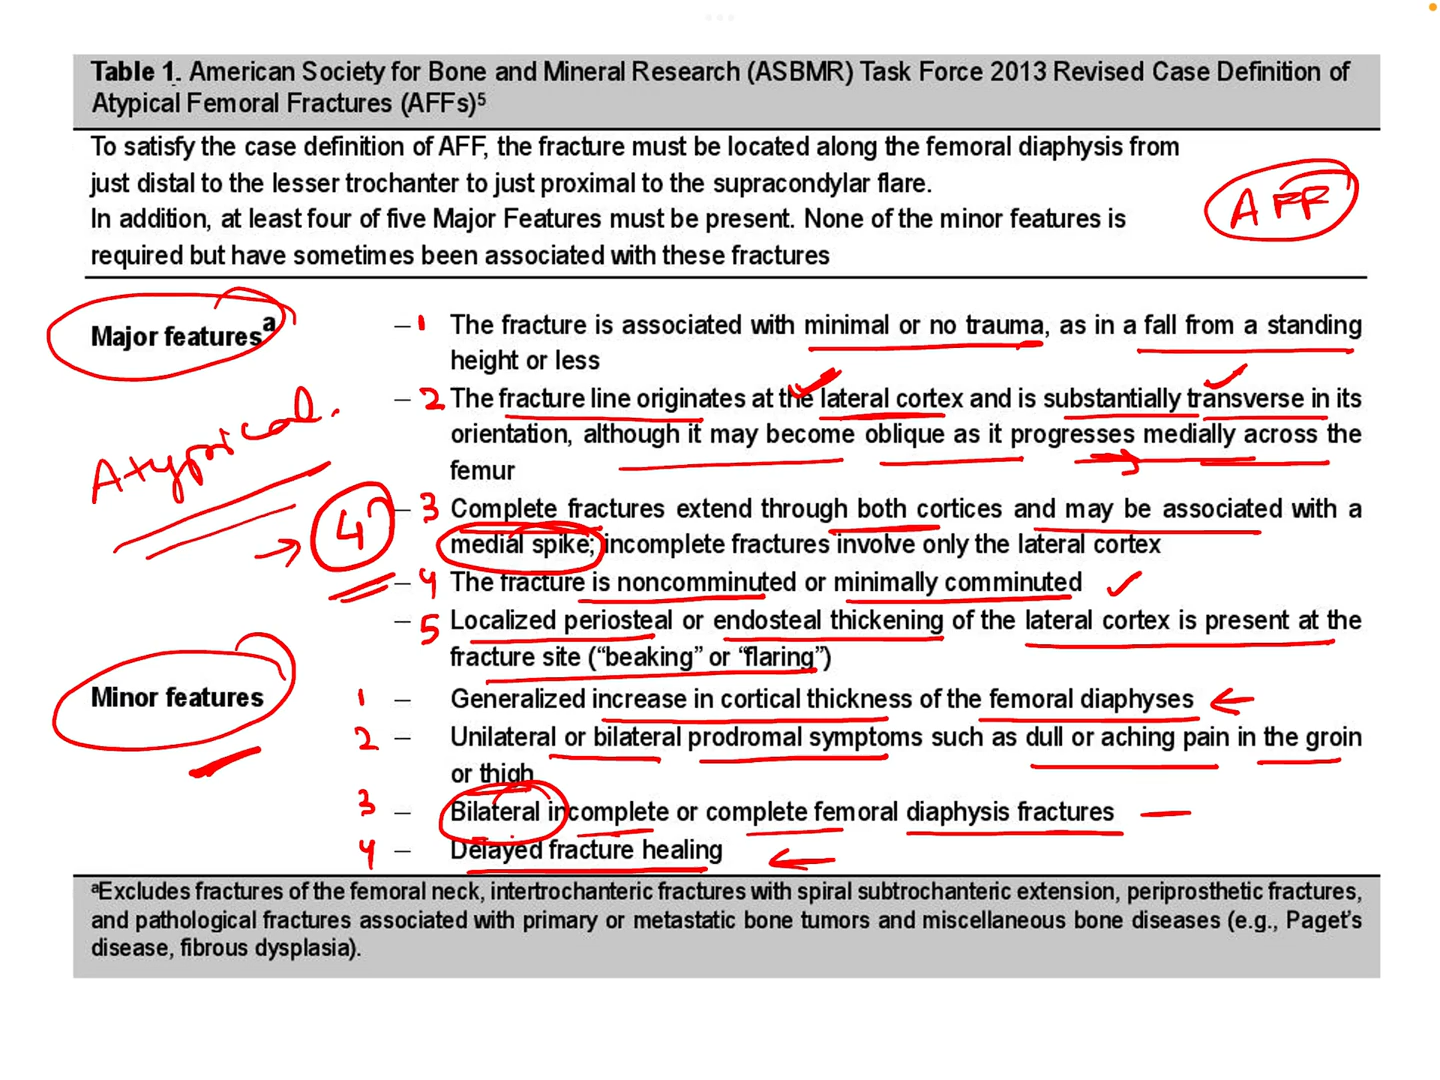 Table 1. American Society for Bone and Mineral Research (ASBMR) Task Force 2013 Revised Case Definition of
Atypical Femoral Fractures (AFFs)5
To satisfy the case definition of AFF, the fracture must be located along the femoral diaphysis from
just distal to the lesser trochanter to just proximal to the supracondylar flare.
AFF
In addition, at least four of five Major Features must be present. None of the minor features is
required but have sometimes been associated with these fractures
Major featuresa
– 1 The fracture is associated with minimal or no trauma, as in a fall from a standing
height or less
– 2 The fracture line originates at the lateral cortex and is substantially transverse in its
orientation, although it may become oblique as it progresses medially across the
femur
Atypical.
4
– 3 Complete fractures extend through both cortices and may be associated with a
medial spike; incomplete fractures involve only the lateral cortex
– 4 The fracture is noncomminuted or minimally comminuted
– 5 Localized periosteal or endosteal thickening of the lateral cortex is present at the
fracture site (“beaking” or “flaring”)
Minor features
1 – Generalized increase in cortical thickness of the femoral diaphyses
2 – Unilateral or bilateral prodromal symptoms such as dull or aching pain in the groin
or thigh
3 – Bilateral incomplete or complete femoral diaphysis fractures
4 – Delayed fracture healing
aExcludes fractures of the femoral neck, intertrochanteric fractures with spiral subtrochanteric extension, periprosthetic fractures,
and pathological fractures associated with primary or metastatic bone tumors and miscellaneous bone diseases (e.g., Paget's
disease, fibrous dysplasia).